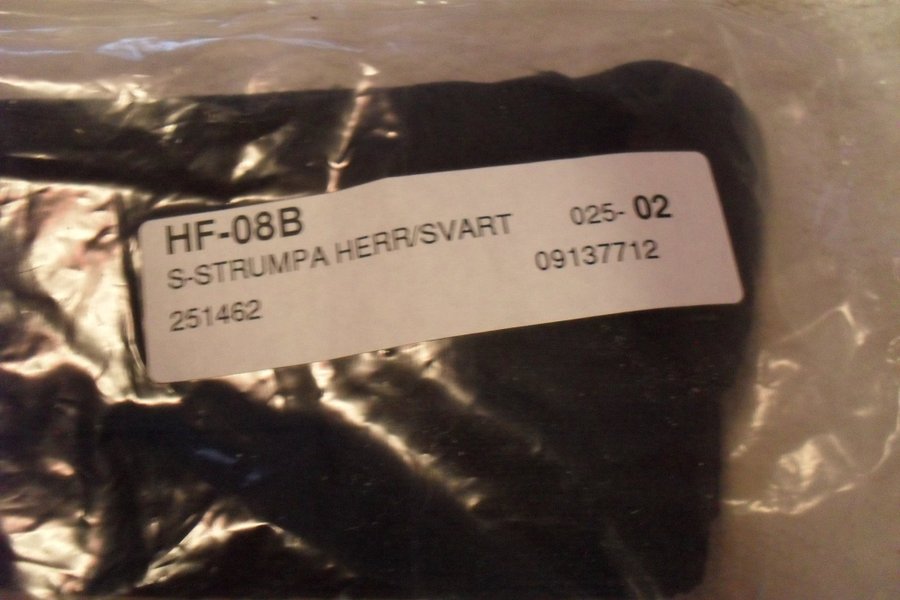 HF-08B 025- 02
S-STRUMPA HERR/SVART 09137712
251462